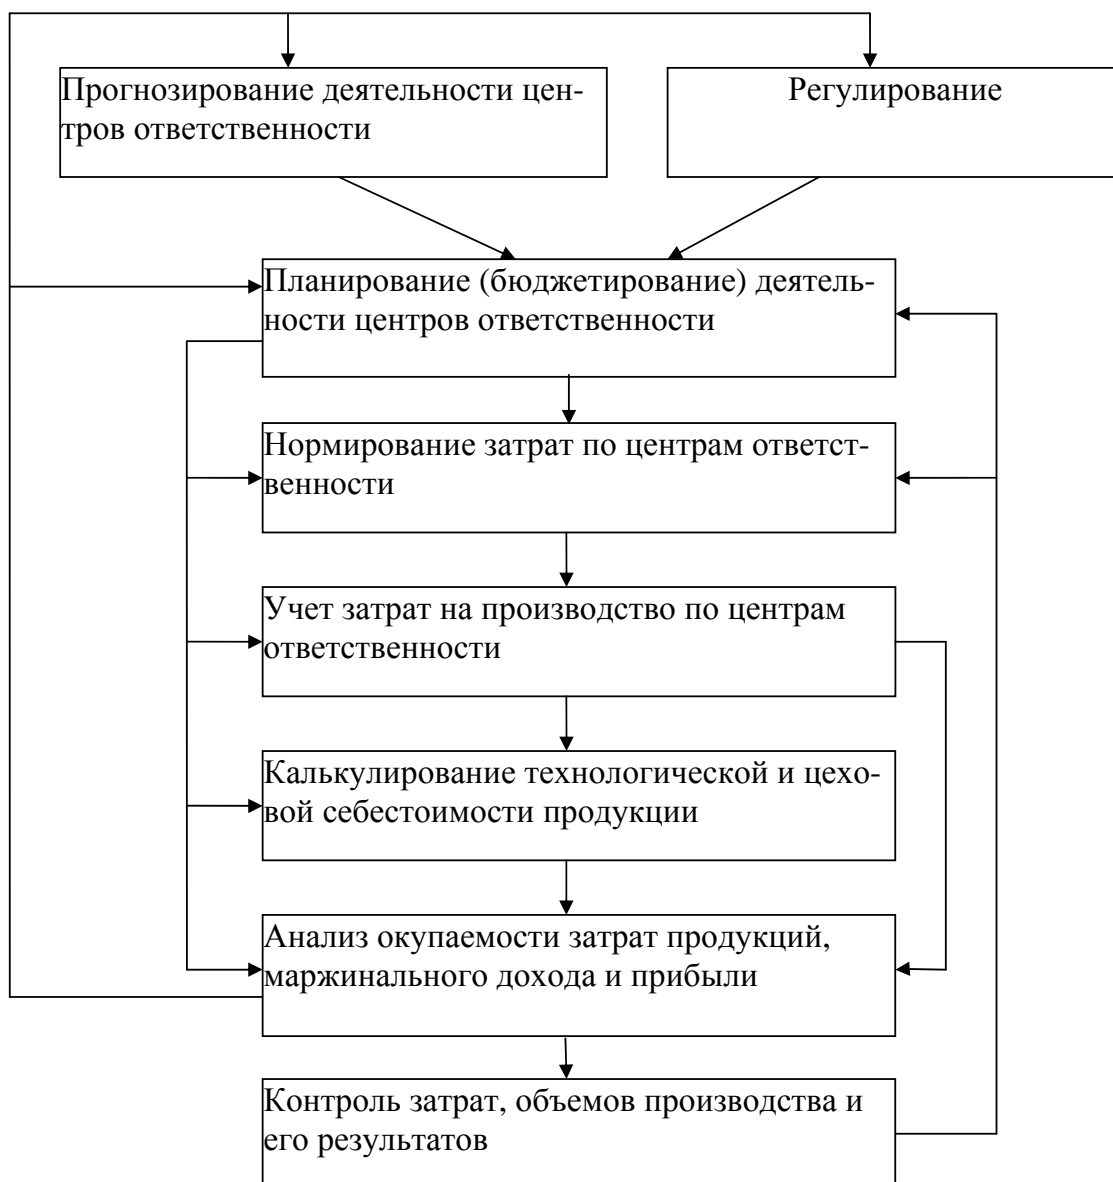 Прогнозирование деятельности цен-
тров ответственности
Регулирование
Планирование (бюджетирование) деятель-
ности центров ответственности
Нормирование затрат по центрам ответст-
венности
Учет затрат на производство по центрам
ответственности
Калькулирование технологической и цехо-
вой себестоимости продукции
Анализ окупаемости затрат продукций,
маржинального дохода и прибыли
Контроль затрат, объемов производства и
его результатов